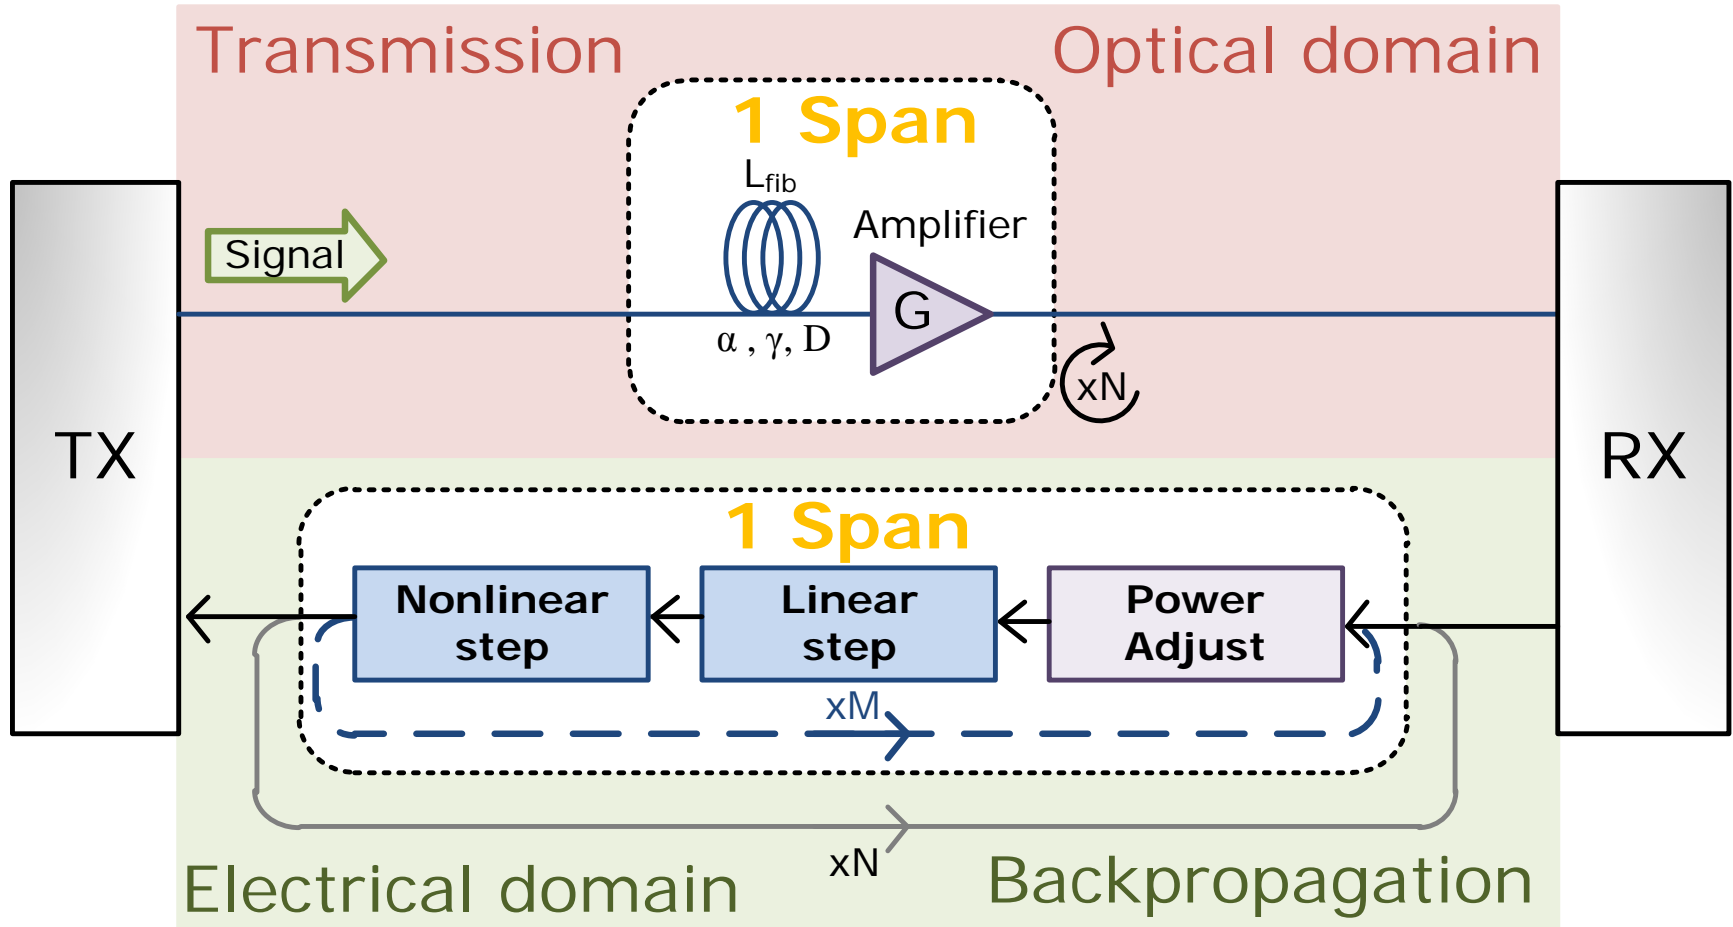 Transmission
Optical domain
1 Span
L_fib
Amplifier
Signal
G
α , γ, D
xN
TX
RX
1 Span
Nonlinear
step
Linear
step
Power
Adjust
xM
xN
Electrical domain
Backpropagation